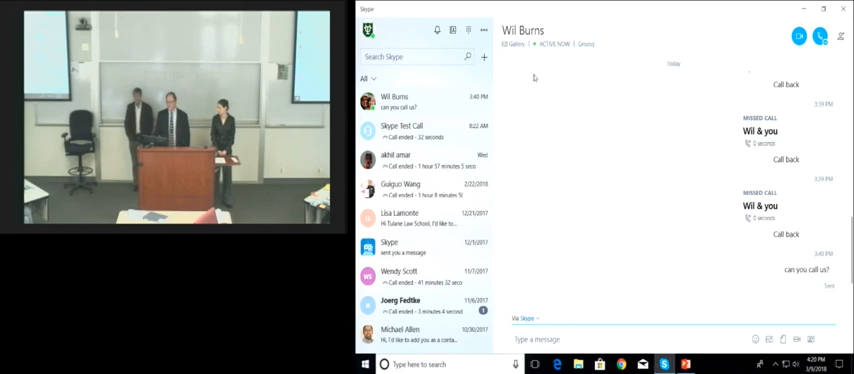 Skype
Search Skype
All
Wil Burns
3:40 PM
can you call us?
Skype Test Call
8:22 AM
Call ended - 32 seconds
akhil amar
Wed
Call ended - 1 hour 57 minutes 5 seco
Guiguo Wang
2/22/2018
Call ended - 1 hour 8 minutes 5(
Lisa Lamonte
12/21/2017
Hi Tulane Law School, I'd like to...
Skype
12/1/2017
sent you a message
WS
Wendy Scott
11/7/2017
Call ended - 41 minutes 32 seco
Joerg Fedtke
11/6/2017
Call ended - 3 minutes 4 second
1
Michael Allen
10/30/2017
Hi, I'd like to add you as a conta...
Wil Burns
Gallery | ACTIVE NOW | Groovy
Today
Call back
3:39 PM
MISSED CALL
Wil & you
0 seconds
Call back
3:39 PM
MISSED CALL
Wil & you
0 seconds
Call back
3:40 PM
can you call us?
Sent
Via Skype
Type a message
Type here to search
4:20 PM
3/9/2018